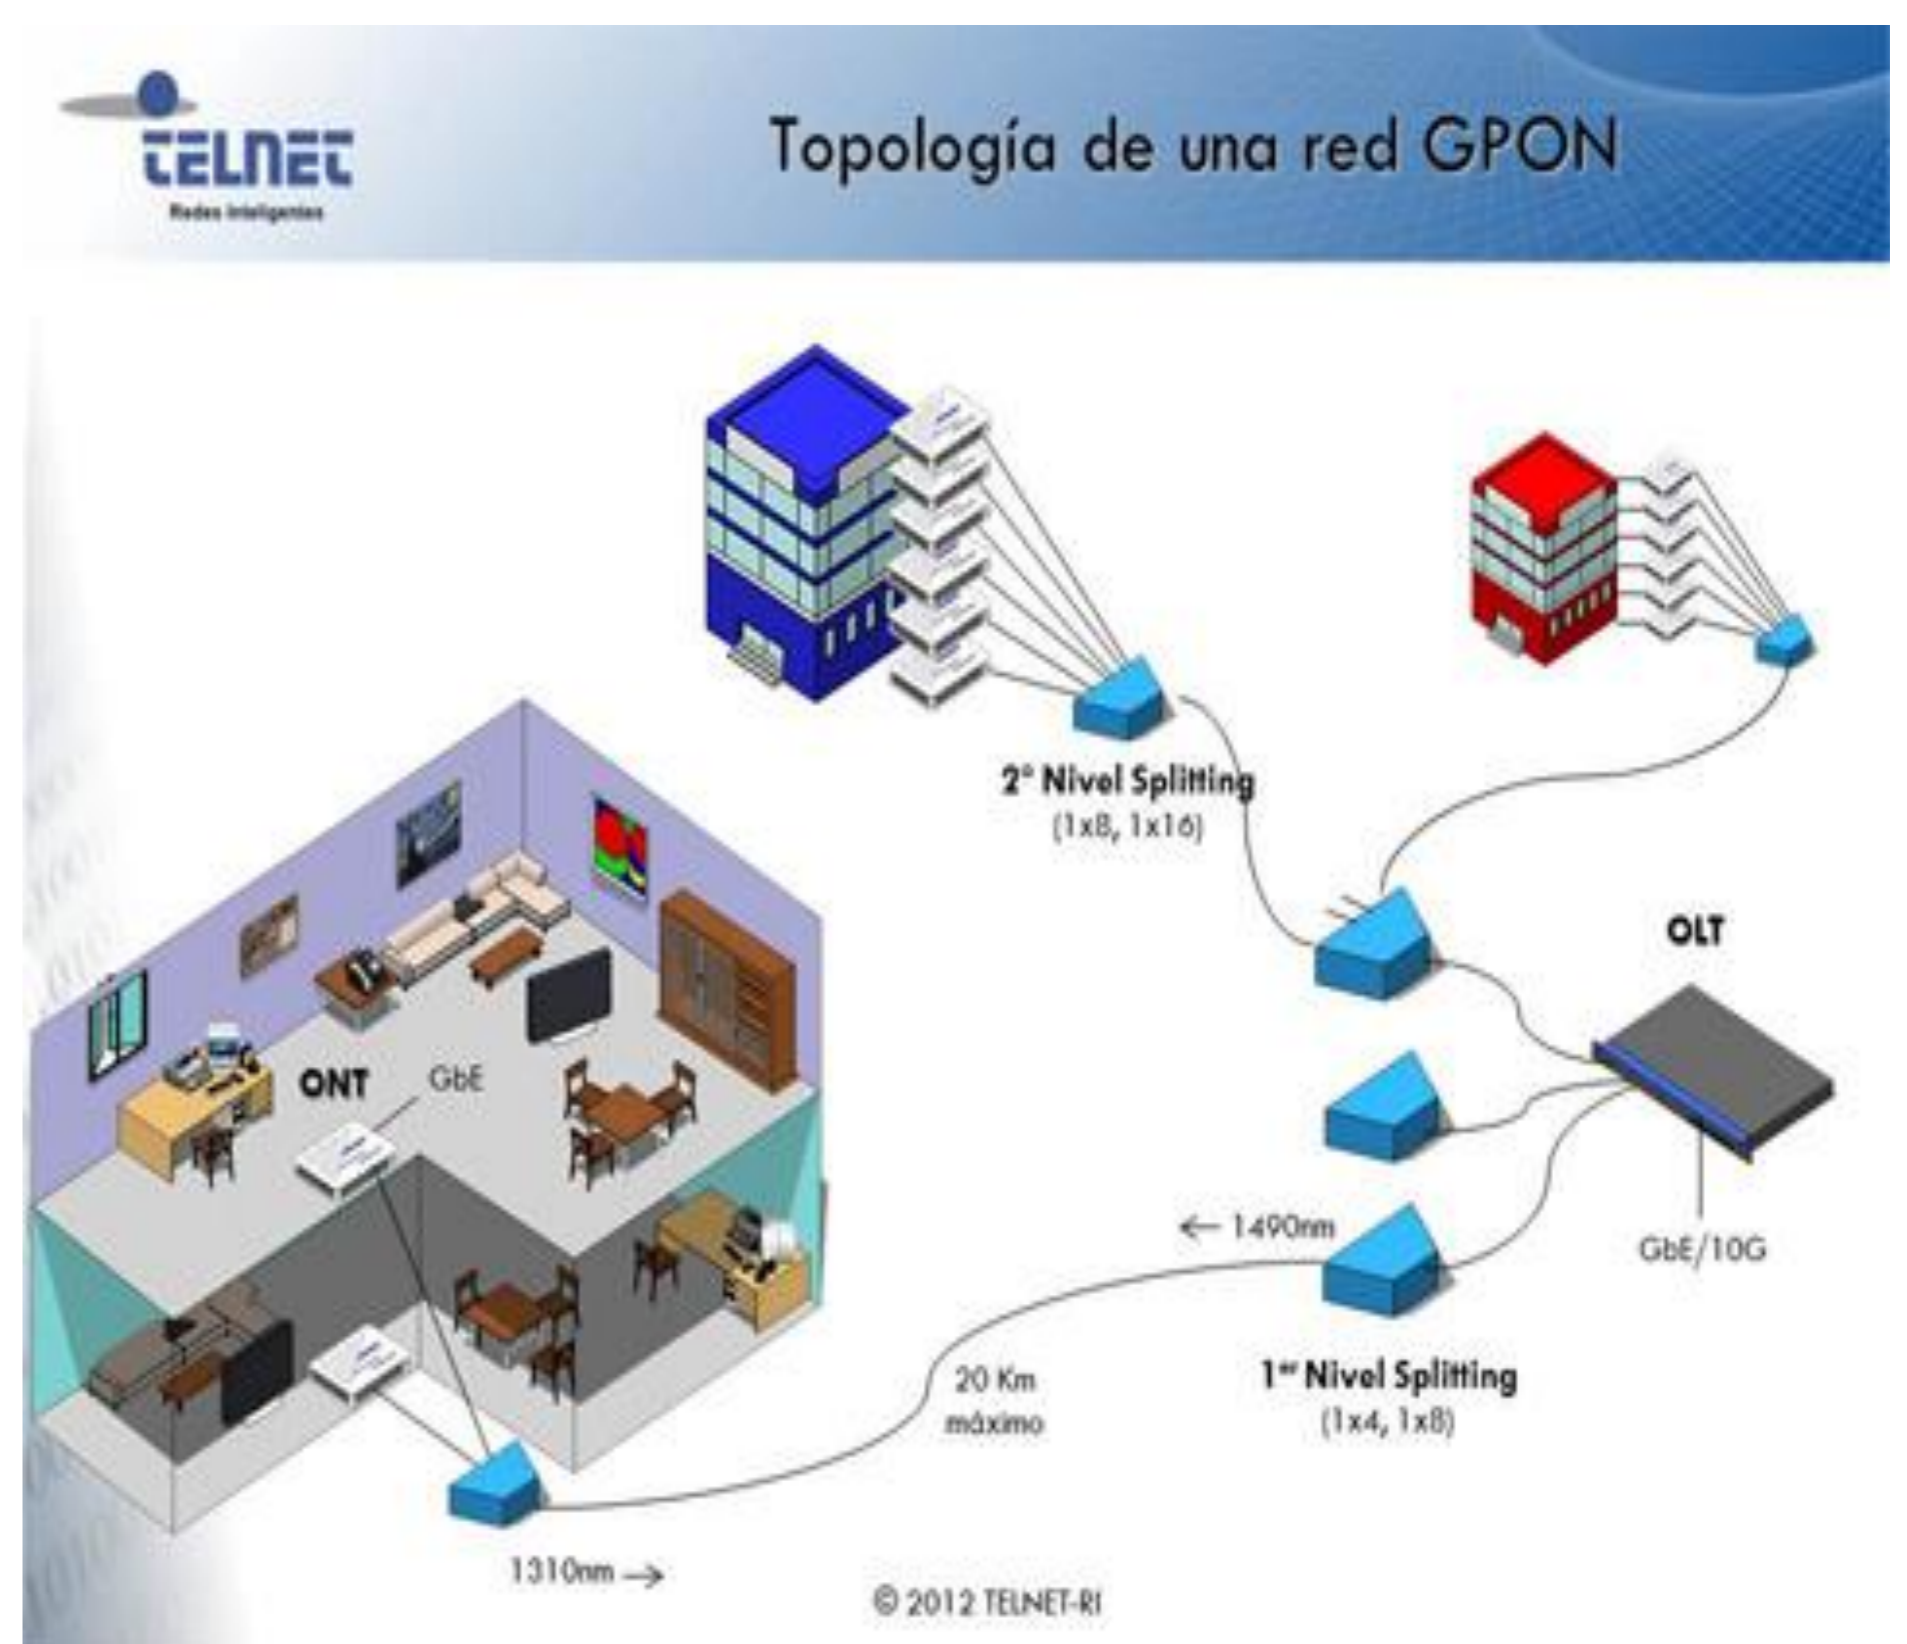 TELNET
Redes Inteligentes
Topología de una red GPON
2º Nivel Splitting
(1x8, 1x16)
OLT
ONT
GbE
← 1490nm
GbE/10G
20 Km
máximo
1er Nivel Splitting
(1x4, 1x8)
1310nm →
© 2012 TELNET-RI